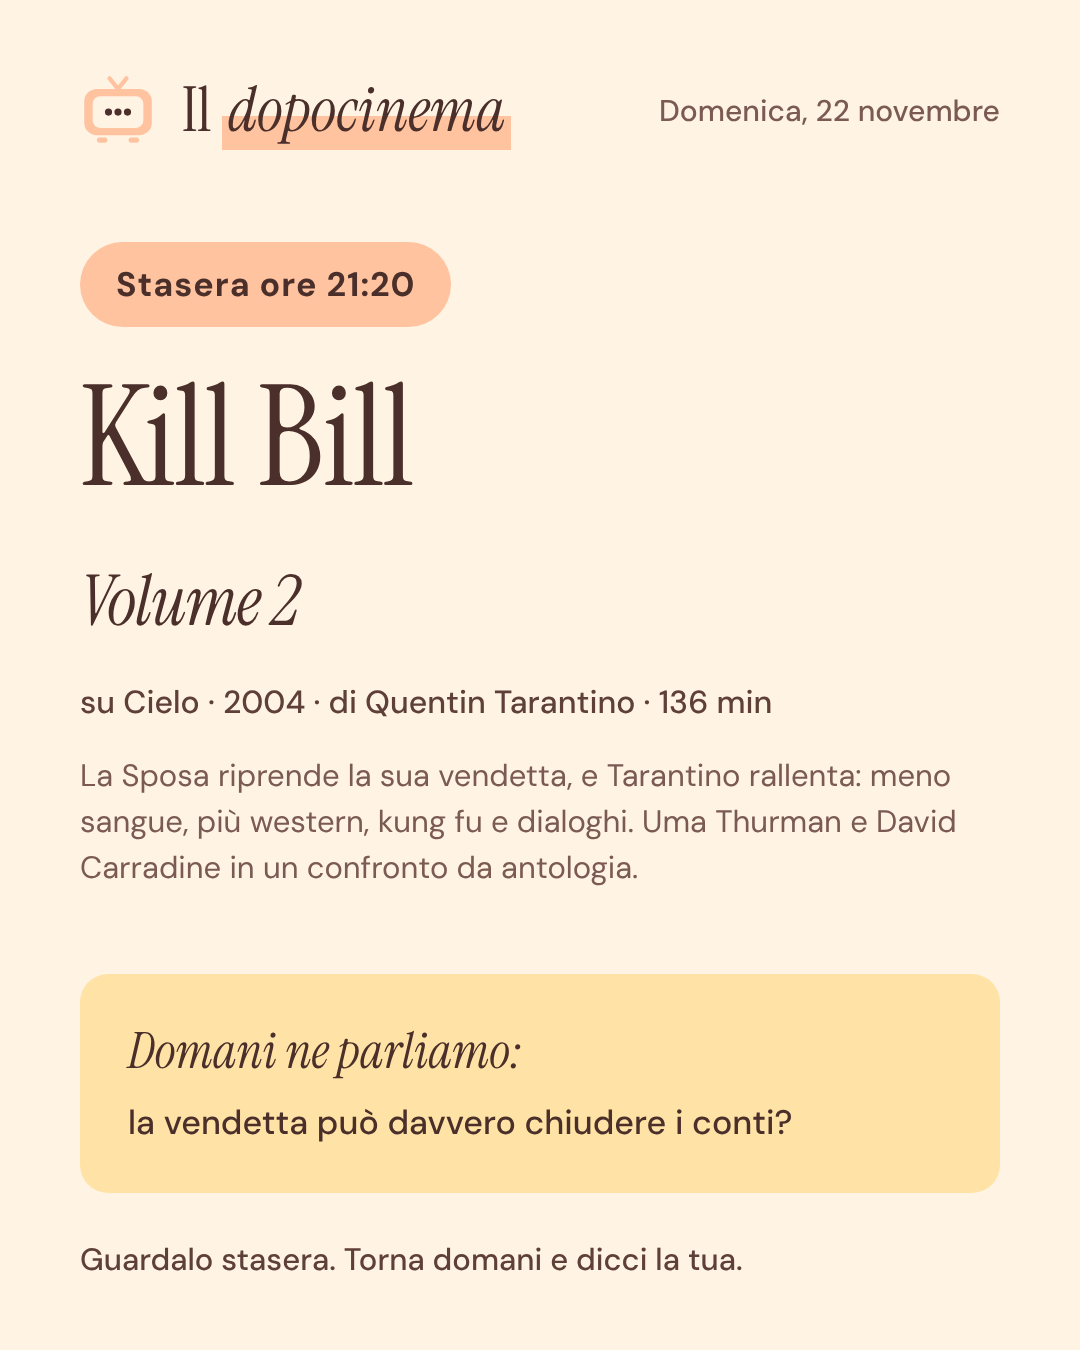 Il dopocinema
Domenica, 22 novembre
Stasera ore 21:20
Kill Bill
Volume 2
su Cielo · 2004 · di Quentin Tarantino · 136 min
La Sposa riprende la sua vendetta, e Tarantino rallenta: meno
sangue, più western, kung fu e dialoghi. Uma Thurman e David
Carradine in un confronto da antologia.
Domani ne parliamo:
la vendetta può davvero chiudere i conti?
Guardalo stasera. Torna domani e dicci la tua.